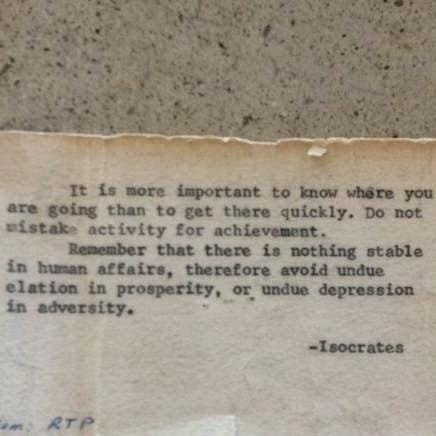 It is more important to know where you
are going than to get there quickly. Do not
mistake activity for achievement.
Remember that there is nothing stable
in human affairs, therefore avoid undue
elation in prosperity, or undue depression
in adversity.
-Isocrates
RTP